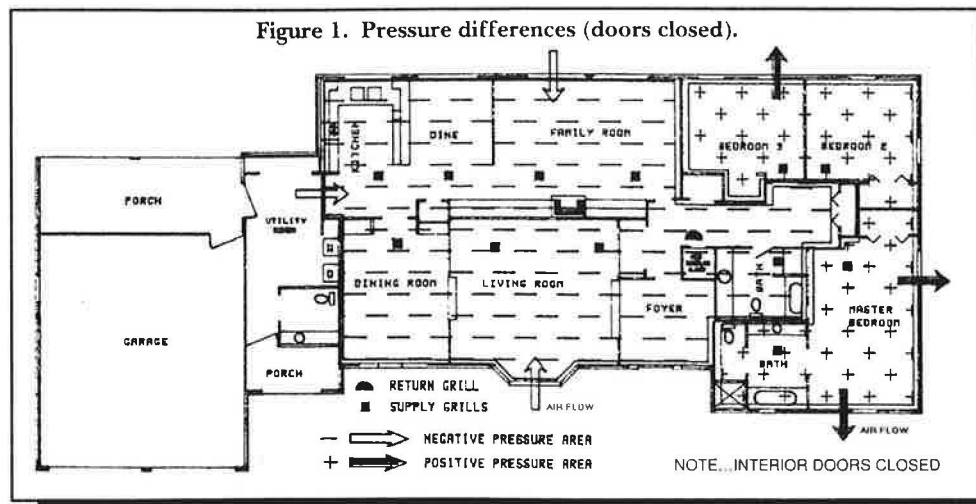 Figure 1. Pressure differences (doors closed).
KITCHEN
DINE
FAMILY ROOM
BEDROOM 3
BEDROOM 2
PORCH
UTILITY
ROOM
DINING ROOM
LIVING ROOM
FOYER
BATH
MASTER
BEDROOM
BATH
GARAGE
PORCH
RETURN GRILL
SUPPLY GRILLS
AIR FLOW
AIR FLOW
– NEGATIVE PRESSURE AREA
+ POSITIVE PRESSURE AREA
NOTE...INTERIOR DOORS CLOSED